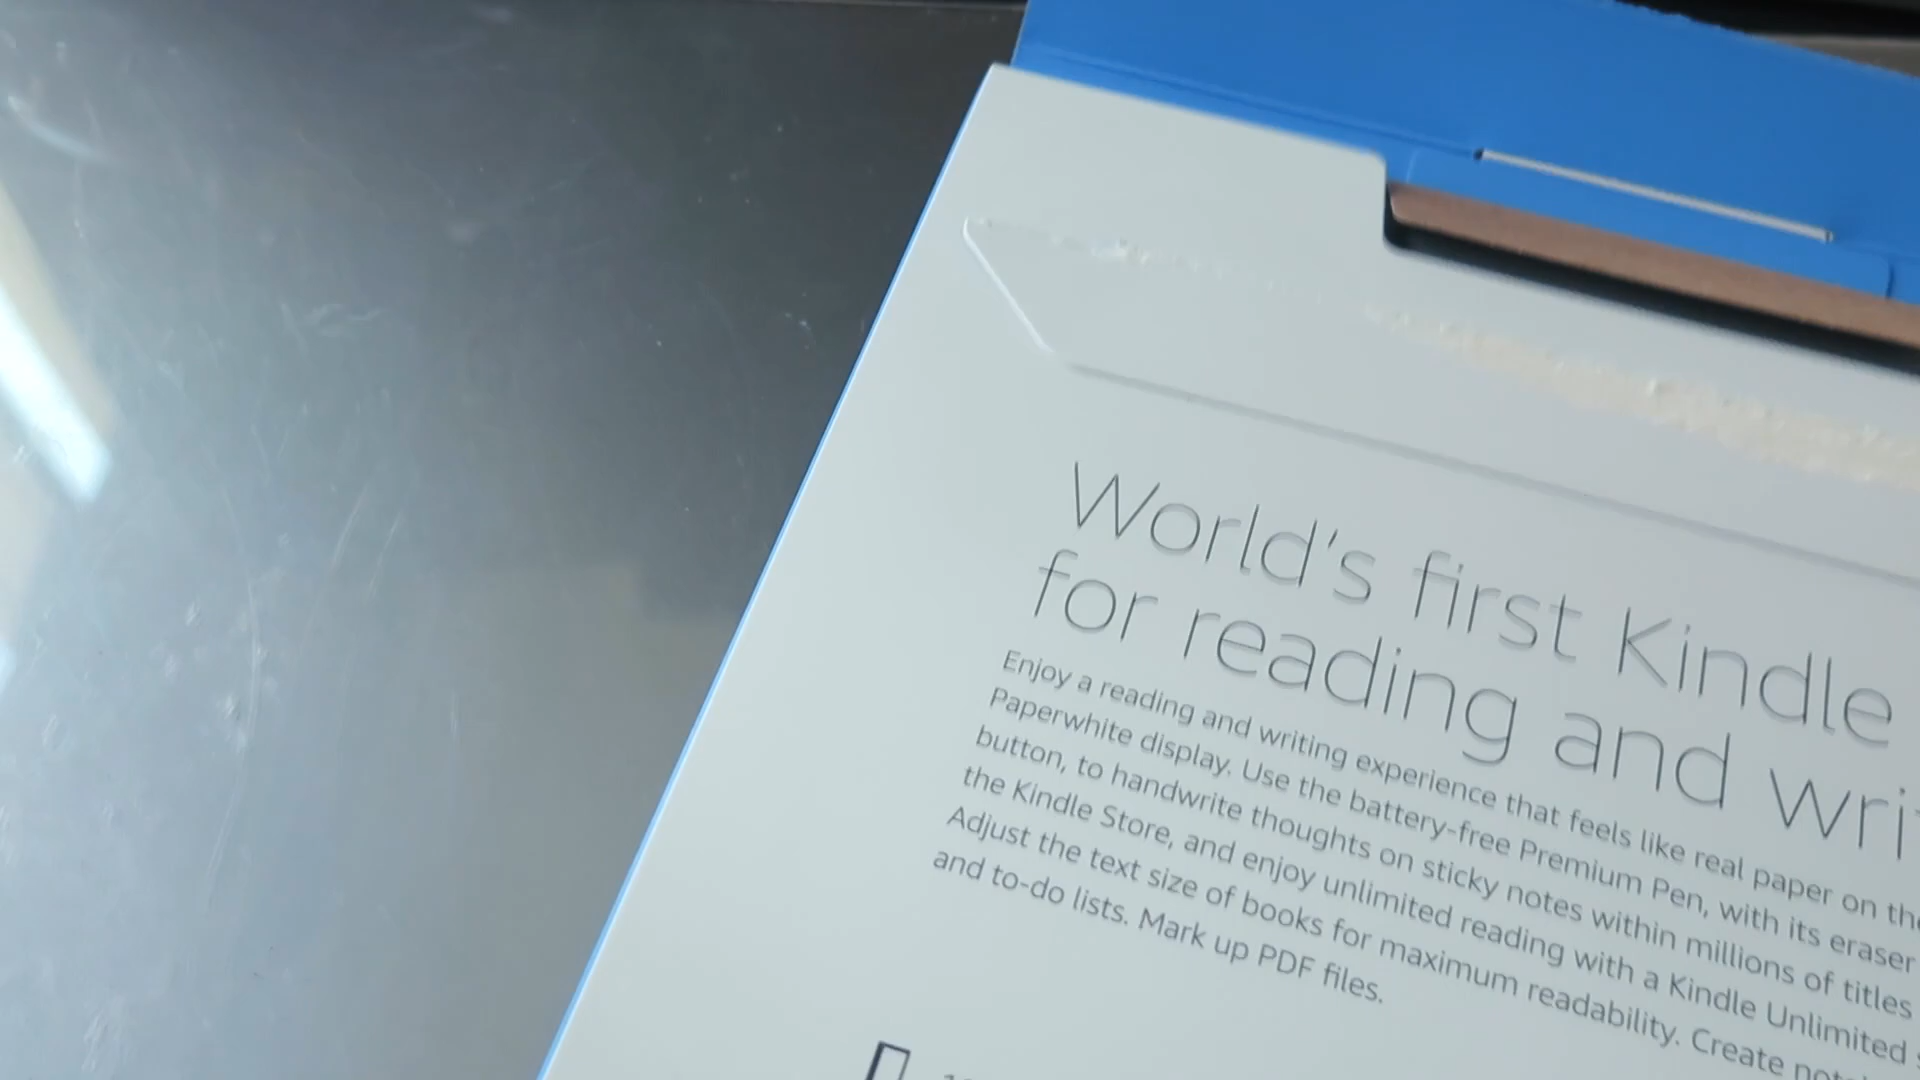 World's first Kindle
for reading and
Enjoy a reading and writing experience that feels like real paper on the
Paperwhite display. Use the battery-free Premium Pen, with its eraser
button, to handwrite thoughts on sticky notes within millions of titles
the Kindle Store, and enjoy unlimited reading with a Kindle Unlimited
Adjust the text size of books for maximum readability. Create
and to-do lists. Mark up PDF files.